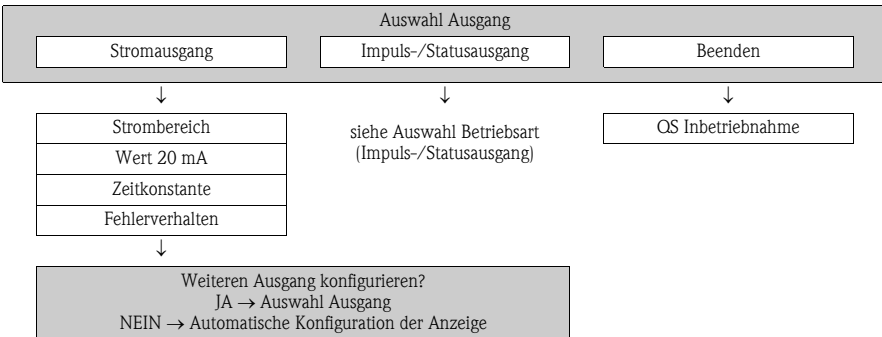 Auswahl Ausgang
Stromausgang
Impuls-/Statusausgang
Beenden
↓
↓
↓
Strombereich
Wert 20 mA
Zeitkonstante
Fehlerverhalten
siehe Auswahl Betriebsart
(Impuls-/Statusausgang)
QS Inbetriebnahme
↓
Weiteren Ausgang konfigurieren?
JA → Auswahl Ausgang
NEIN → Automatische Konfiguration der Anzeige